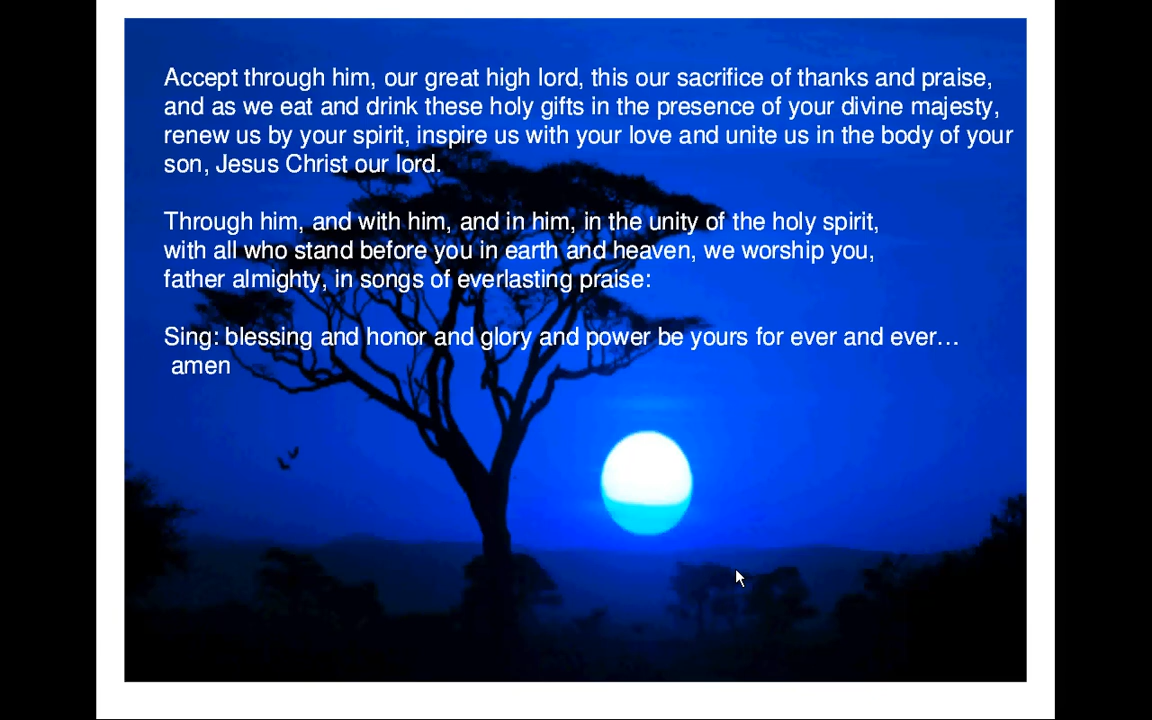 Accept through him, our great high lord, this our sacrifice of thanks and praise,
and as we eat and drink these holy gifts in the presence of your divine majesty,
renew us by your spirit, inspire us with your love and unite us in the body of your
son, Jesus Christ our lord.
Through him, and with him, and in him, in the unity of the holy spirit,
with all who stand before you in earth and heaven, we worship you,
father almighty, in songs of everlasting praise:
Sing: blessing and honor and glory and power be yours for ever and ever…
amen